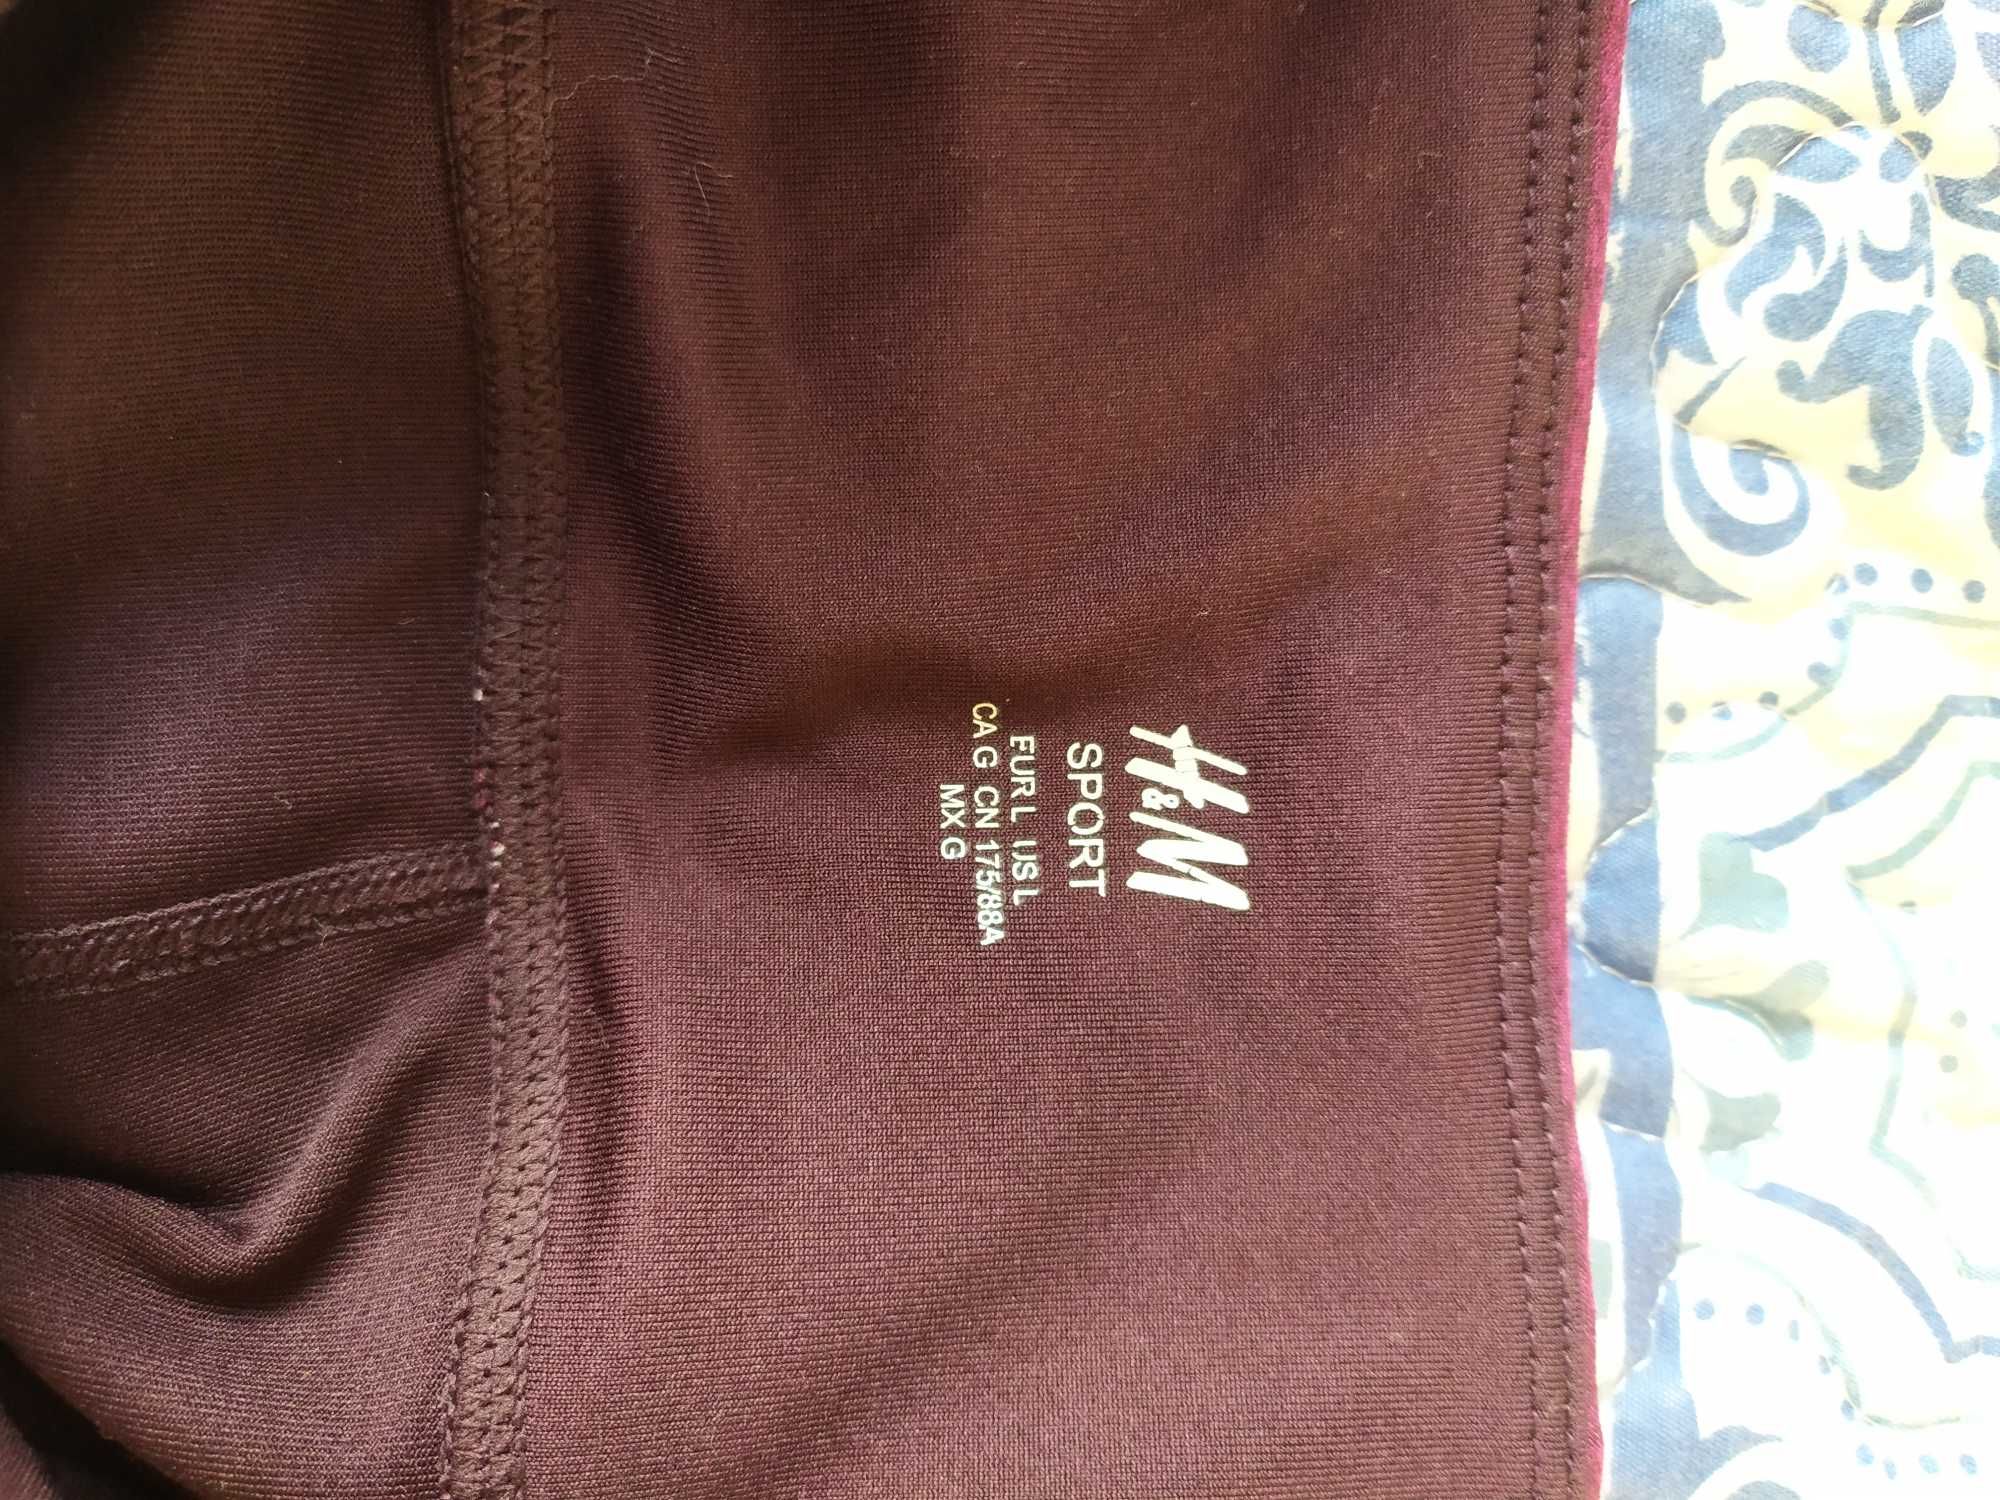 H&M
SPORT
EUR L US L
CA G CN 175/88A
MX G